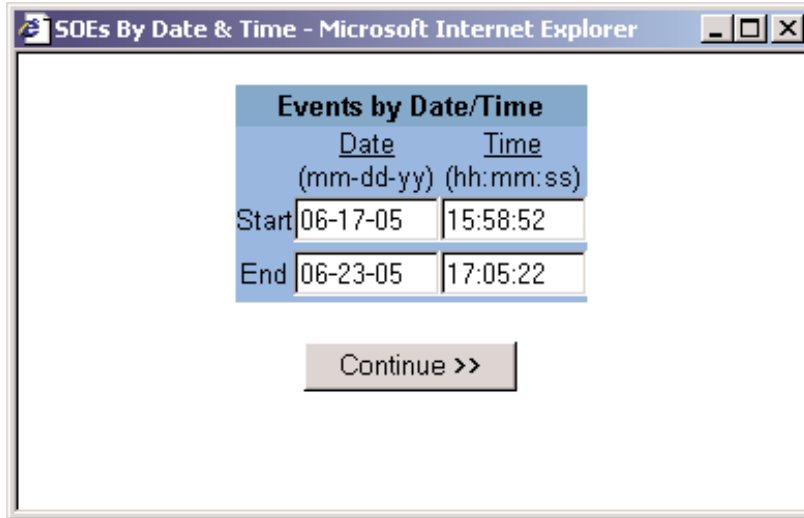 SOEs By Date & Time - Microsoft Internet Explorer
Events by Date/Time
Date Time
(mm-dd-yy) (hh:mm:ss)
Start 06-17-05 15:58:52
End 06-23-05 17:05:22
Continue >>